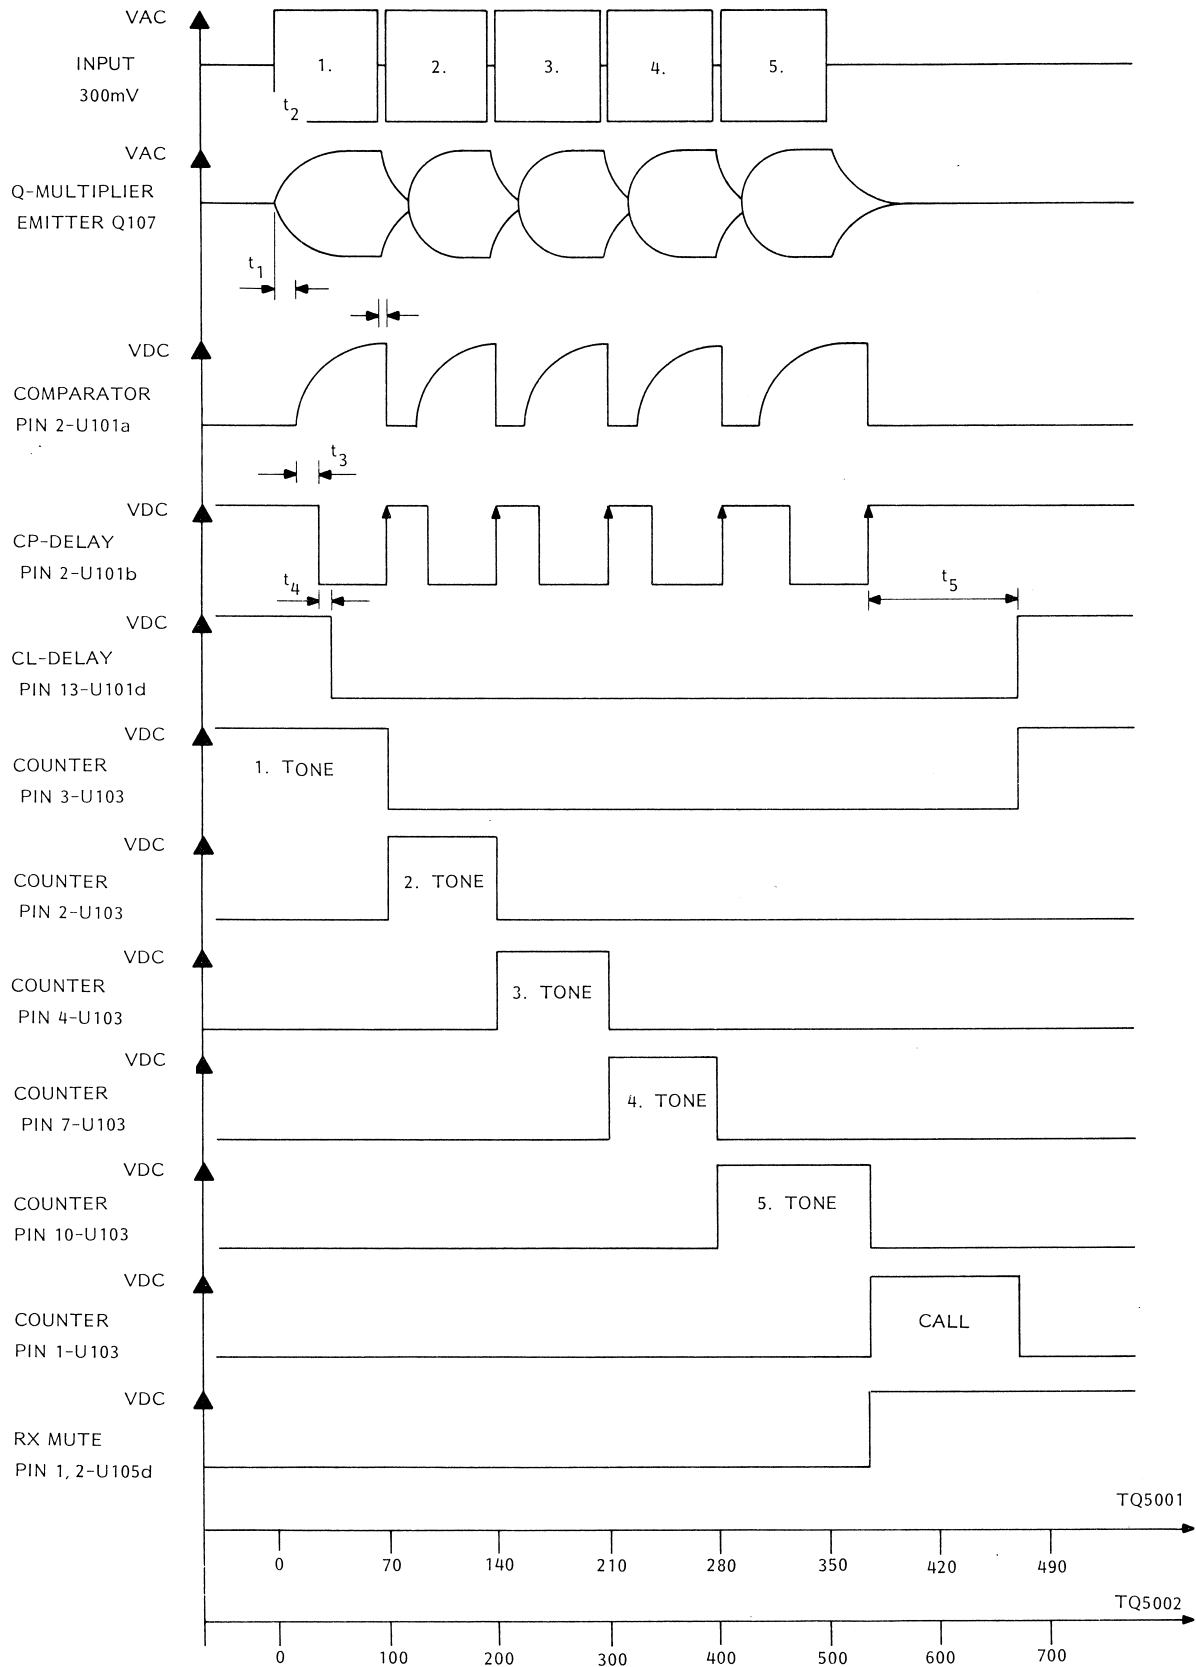 VAC
INPUT
300mV
1.
2.
3.
4.
5.
t2
VAC
Q-MULTIPLIER
EMITTER Q107
t1
VDC
COMPARATOR
PIN 2-U101a
t3
VDC
CP-DELAY
PIN 2-U101b
t4
t5
VDC
CL-DELAY
PIN 13-U101d
VDC
COUNTER
PIN 3-U103
1. TONE
VDC
COUNTER
PIN 2-U103
2. TONE
VDC
COUNTER
PIN 4-U103
3. TONE
VDC
COUNTER
PIN 7-U103
4. TONE
VDC
COUNTER
PIN 10-U103
5. TONE
VDC
COUNTER
PIN 1-U103
CALL
VDC
RX MUTE
PIN 1, 2-U105d
TQ5001
0 70 140 210 280 350 420 490
TQ5002
0 100 200 300 400 500 600 700